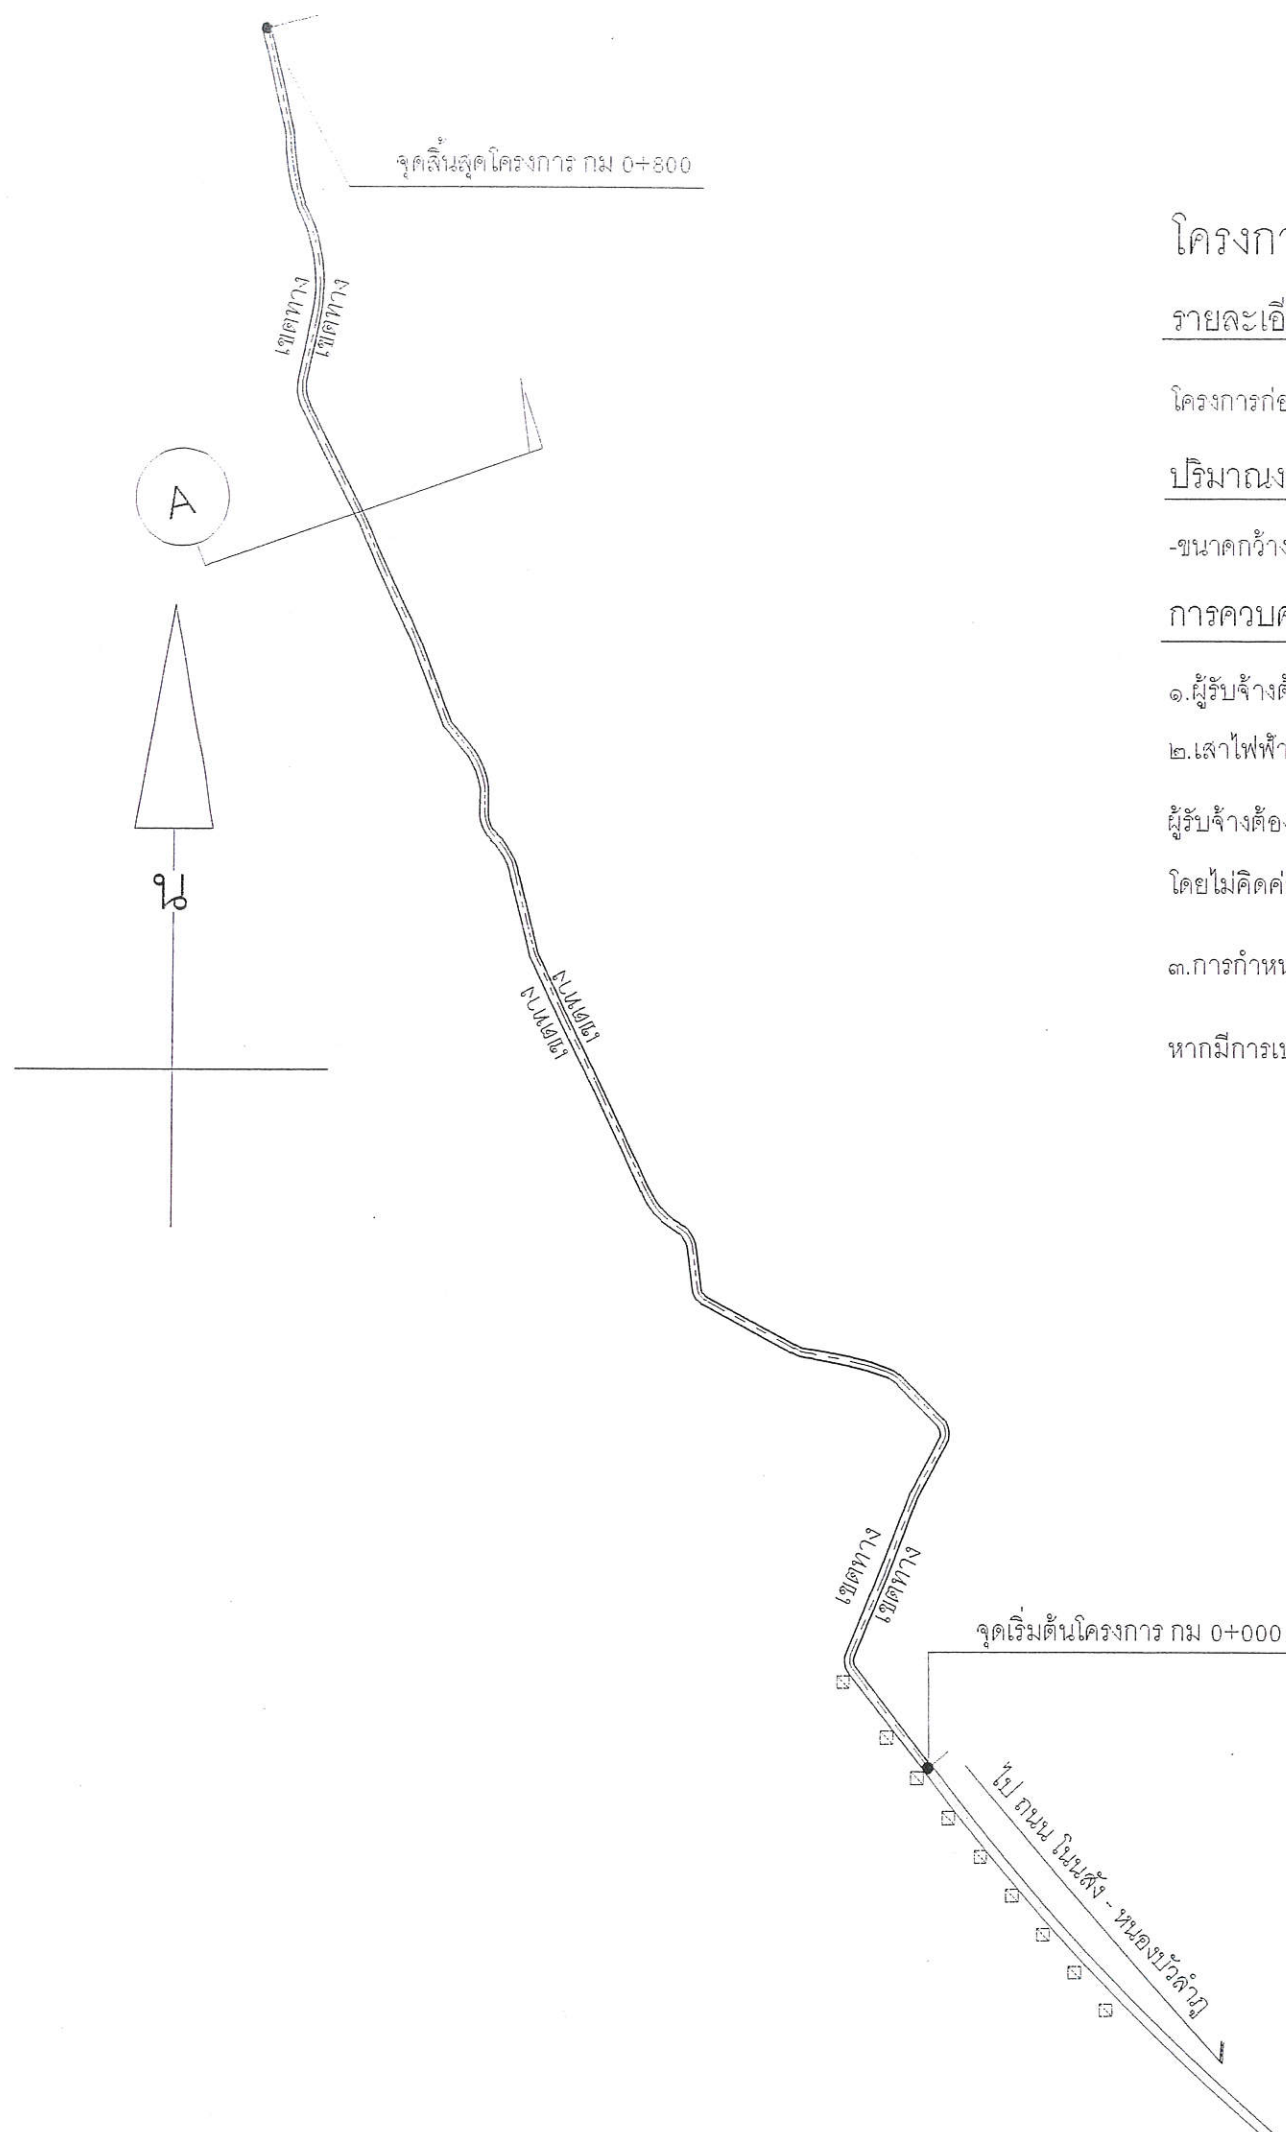 จุดสิ้นสุดโครงการ กม 0+800
โครงกา
รายละเอี
เขตทาง
เขตทาง
โครงการก่อ
A
ปริมาณง
-ขนาดกว้าง
การควบค
๑.ผู้รับจ้างต้
๒.เสาไฟฟ้า
ผู้รับจ้างต้อง
น
โดยไม่คิดค่
๓.การกำหน
เขตทาง
เขตทาง
หากมีการเป
เขตทาง
เขตทาง
จุดเริ่มต้นโครงการ กม 0+000
ไป ถนน โนนสัง - หนองบัวลำภู